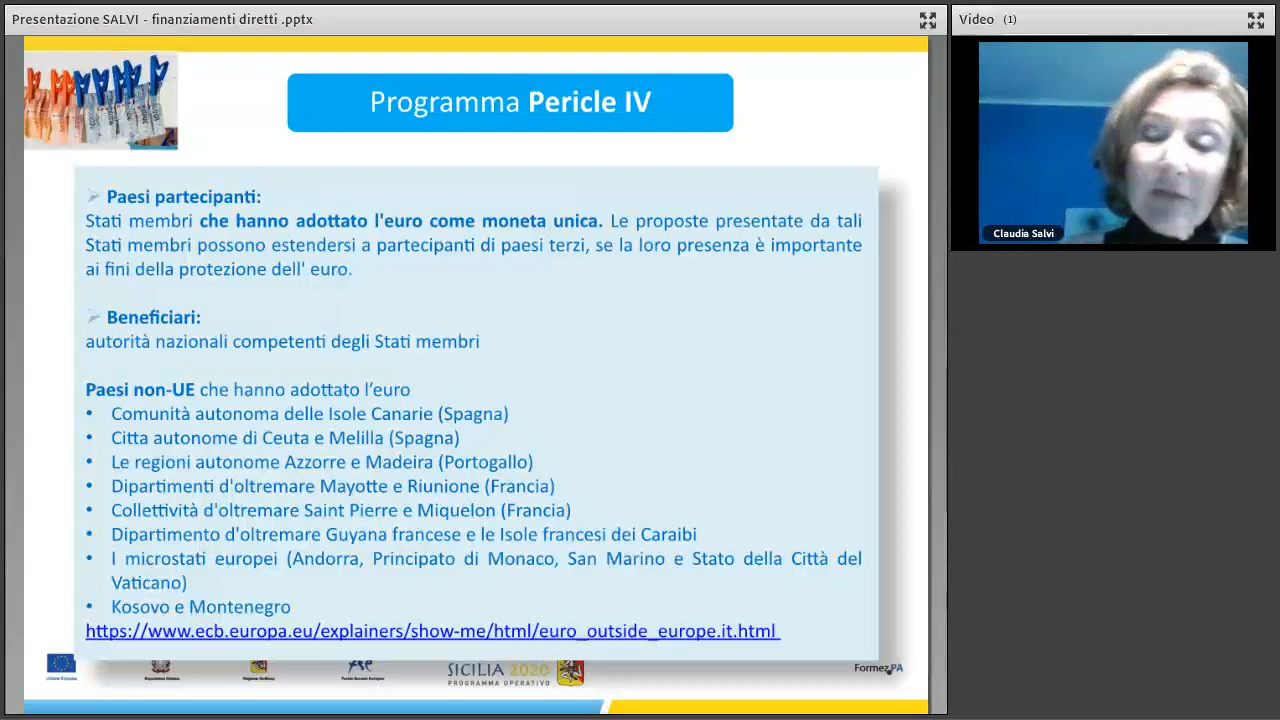 Presentazione SALVI - finanziamenti diretti .pptx
Video (1)
Programma Pericle IV
Claudia Salvi
Paesi partecipanti:
Stati membri che hanno adottato l'euro come moneta unica. Le proposte presentate da tali
Stati membri possono estendersi a partecipanti di paesi terzi, se la loro presenza è importante
ai fini della protezione dell' euro.
Beneficiari:
autorità nazionali competenti degli Stati membri
Paesi non-UE che hanno adottato l’euro
• Comunità autonoma delle Isole Canarie (Spagna)
• Citta autonome di Ceuta e Melilla (Spagna)
• Le regioni autonome Azzorre e Madeira (Portogallo)
• Dipartimenti d'oltremare Mayotte e Riunione (Francia)
• Collettività d'oltremare Saint Pierre e Miquelon (Francia)
• Dipartimento d'oltremare Guyana francese e le Isole francesi dei Caraibi
• I microstati europei (Andorra, Principato di Monaco, San Marino e Stato della Città del
Vaticano)
• Kosovo e Montenegro
https://www.ecb.europa.eu/explainers/show-me/html/euro_outside_europe.it.html
SICILIA 2020
PROGRAMMA OPERATIVO
Formez PA
Unione Europea